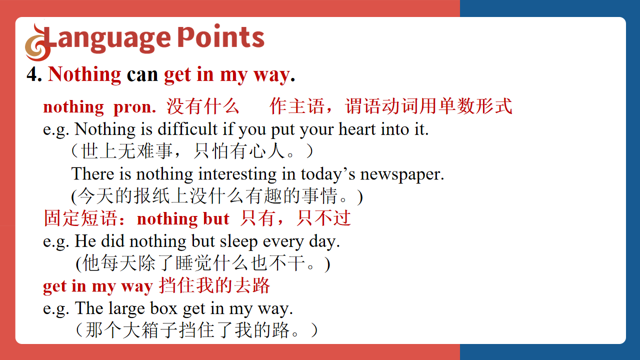 Language Points
4. Nothing can get in my way.
nothing pron. 没有什么 作主语，谓语动词用单数形式
e.g. Nothing is difficult if you put your heart into it.
（世上无难事，只怕有心人。）
There is nothing interesting in today’s newspaper.
(今天的报纸上没什么有趣的事情。)
固定短语：nothing but 只有，只不过
e.g. He did nothing but sleep every day.
(他每天除了睡觉什么也不干。)
get in my way 挡住我的去路
e.g. The large box get in my way.
（那个大箱子挡住了我的路。）